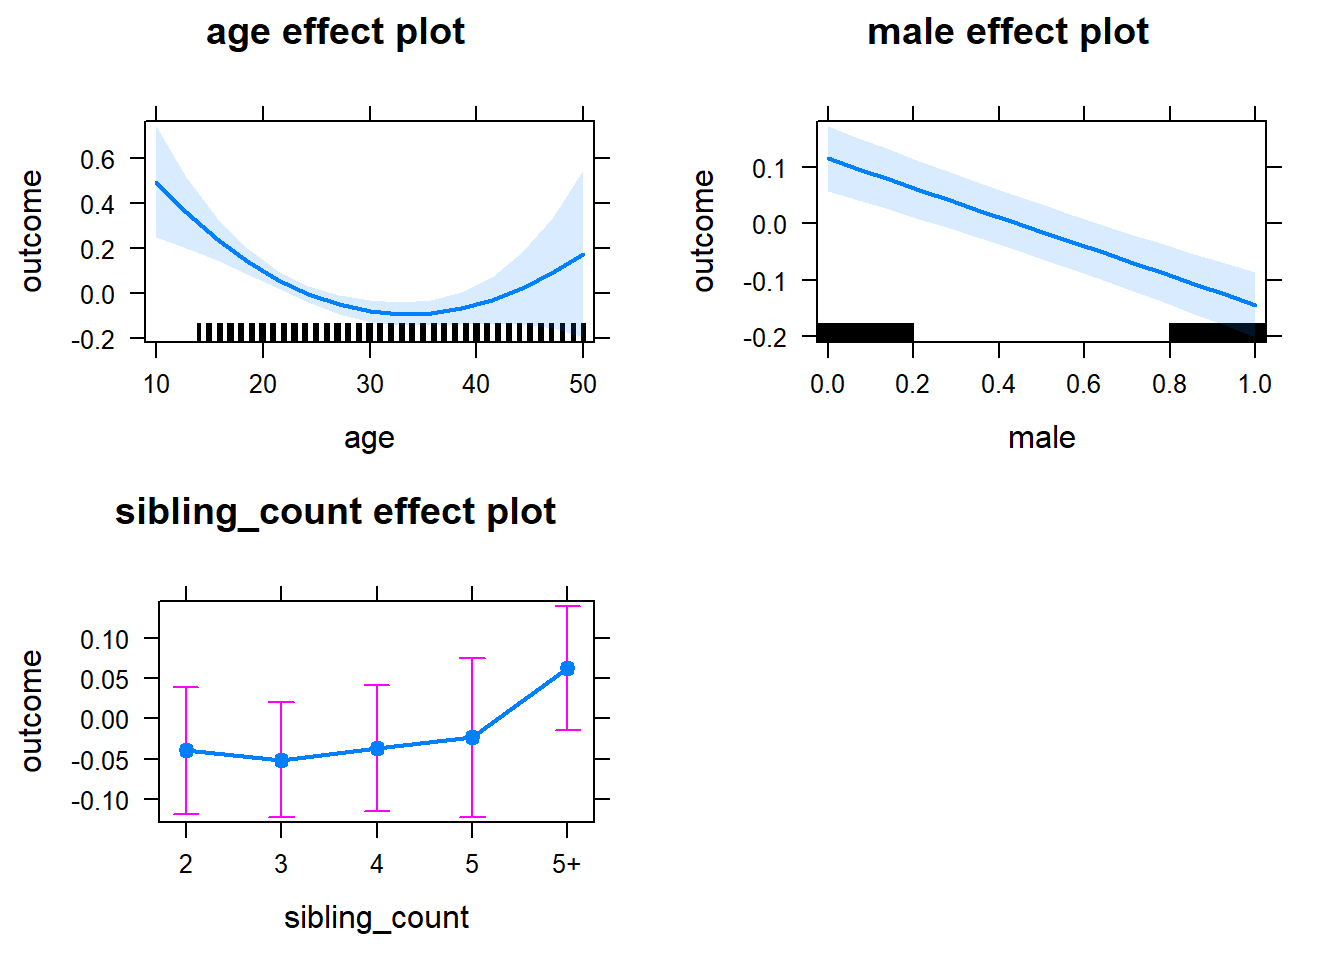 age effect plot
outcome
0.6
0.4
0.2
0.0
-0.2
10 20 30 40 50
age
male effect plot
outcome
0.1
0.0
-0.1
-0.2
0.0 0.2 0.4 0.6 0.8 1.0
male
sibling_count effect plot
outcome
0.10
0.05
0.00
-0.05
-0.10
2 3 4 5 5+
sibling_count